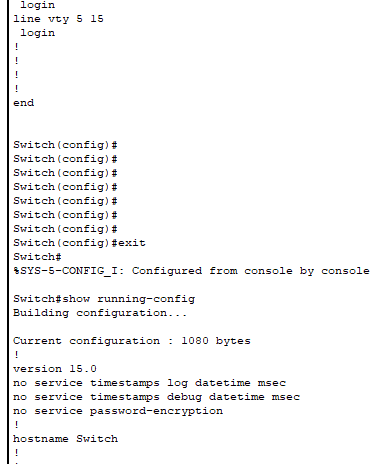 login
line vty 5 15
login
!
!
!
!
end
Switch(config)#
Switch(config)#
Switch(config)#
Switch(config)#
Switch(config)#
Switch(config)#
Switch(config)#
Switch(config)#exit
Switch#
%SYS-5-CONFIG_I: Configured from console by console
Switch#show running-config
Building configuration...
Current configuration : 1080 bytes
!
version 15.0
no service timestamps log datetime msec
no service timestamps debug datetime msec
no service password-encryption
!
hostname Switch
!
!